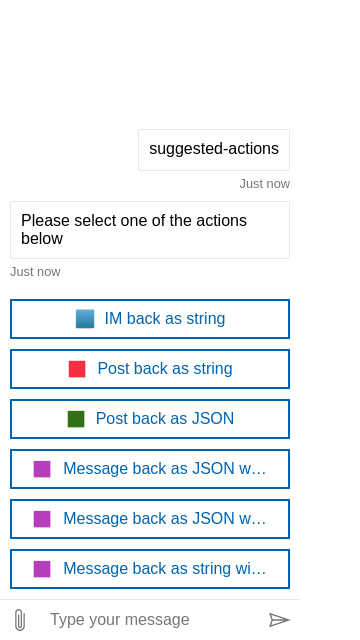 suggested-actions
Just now
Please select one of the actions
below
Just now
IM back as string
Post back as string
Post back as JSON
Message back as JSON w…
Message back as JSON w…
Message back as string wi…
Type your message